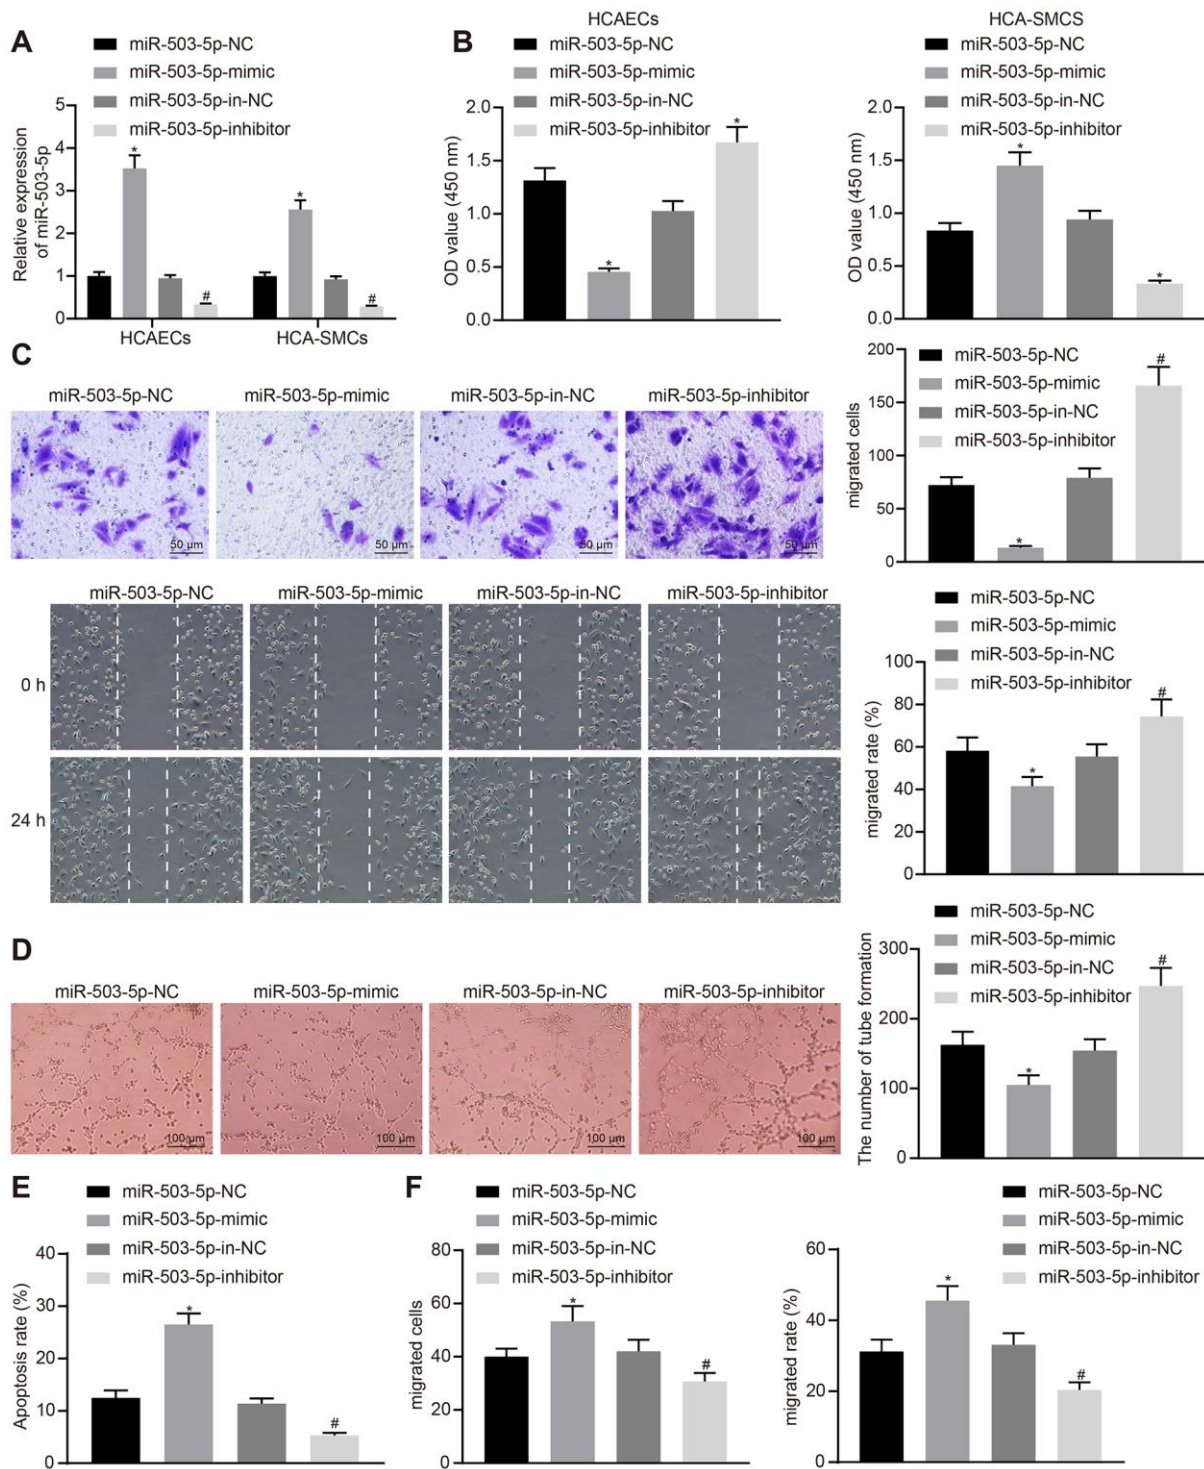 A
miR-503-5p-NC
miR-503-5p-mimic
miR-503-5p-in-NC
miR-503-5p-inhibitor
Relative expression
of miR-503-5p
5
4
3
2
1
0
*
*
#
#
HCAECs
HCA-SMCs
B
HCAECs
miR-503-5p-NC
miR-503-5p-mimic
miR-503-5p-in-NC
miR-503-5p-inhibitor
OD value (450 nm)
2.0
1.5
1.0
0.5
0.0
*
*
HCA-SMCS
miR-503-5p-NC
miR-503-5p-mimic
miR-503-5p-in-NC
miR-503-5p-inhibitor
OD value (450 nm)
2.0
1.5
1.0
0.5
0.0
*
*
C
miR-503-5p-NC
miR-503-5p-mimic
miR-503-5p-in-NC
miR-503-5p-inhibitor
50 µm
50 µm
50 µm
50 µm
miR-503-5p-NC
miR-503-5p-mimic
miR-503-5p-in-NC
miR-503-5p-inhibitor
migrated cells
200
150
100
50
0
*
#
miR-503-5p-NC
miR-503-5p-mimic
miR-503-5p-in-NC
miR-503-5p-inhibitor
0 h
24 h
miR-503-5p-NC
miR-503-5p-mimic
miR-503-5p-in-NC
miR-503-5p-inhibitor
migrated rate (%)
100
80
60
40
20
0
*
#
D
miR-503-5p-NC
miR-503-5p-mimic
miR-503-5p-in-NC
miR-503-5p-inhibitor
100 µm
100 µm
100 µm
100 µm
miR-503-5p-NC
miR-503-5p-mimic
miR-503-5p-in-NC
miR-503-5p-inhibitor
The number of tube formation
300
200
100
0
*
#
E
miR-503-5p-NC
miR-503-5p-mimic
miR-503-5p-in-NC
miR-503-5p-inhibitor
Apoptosis rate (%)
40
30
20
10
0
*
#
F
miR-503-5p-NC
miR-503-5p-mimic
miR-503-5p-in-NC
miR-503-5p-inhibitor
migrated cells
80
60
40
20
0
*
#
miR-503-5p-NC
miR-503-5p-mimic
miR-503-5p-in-NC
miR-503-5p-inhibitor
migrated rate (%)
60
40
20
0
*
#